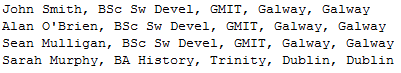 John Smith, BSc Sw Devel, GMIT, Galway, Galway
Alan O'Brien, BSc Sw Devel, GMIT, Galway, Galway
Sean Mulligan, BSc Sw Devel, GMIT, Galway, Galway
Sarah Murphy, BA History, Trinity, Dublin, Dublin